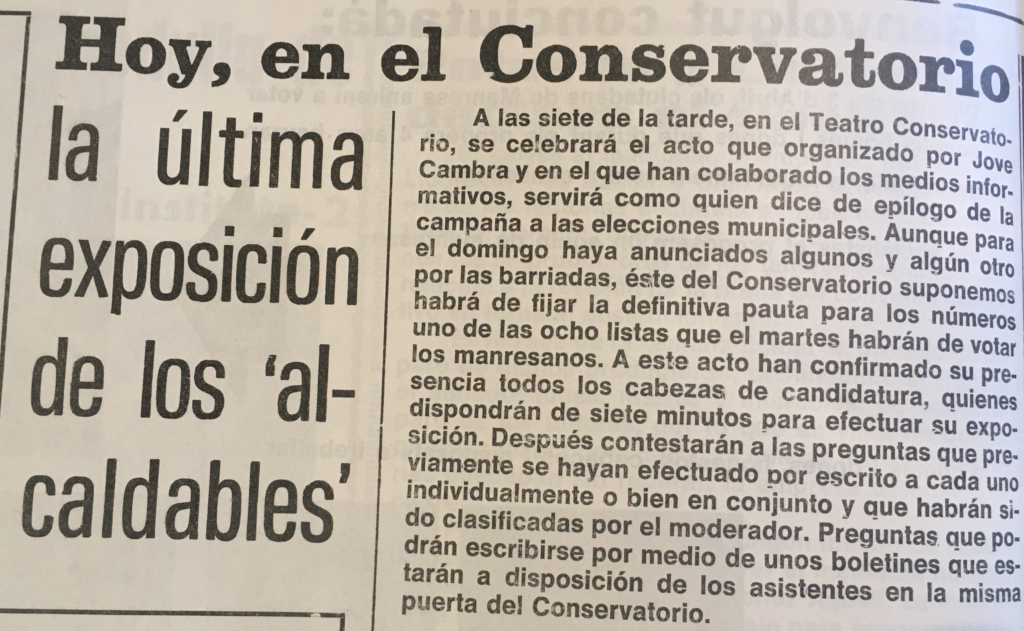 Hoy, en el Conservatorio
la última
exposición
de los ‘al-
caldables’
A las siete de la tarde, en el Teatro Conservato-
rio, se celebrará el acto que organizado por Jove
Cambra y en el que han colaborado los medios infor-
mativos, servirá como quien dice de epílogo de la
campaña a las elecciones municipales. Aunque para
el domingo haya anunciados algunos y algún otro
por las barriadas, éste del Conservatorio suponemos
habrá de fijar la definitiva pauta para los números
uno de las ocho listas que el martes habrán de votar
los manresanos. A este acto han confirmado su pre-
sencia todos los cabezas de candidatura, quienes
dispondrán de siete minutos para efectuar su expo-
sición. Después contestarán a las preguntas que pre-
viamente se hayan efectuado por escrito a cada uno
individualmente o bien en conjunto y que habrán si-
do clasificadas por el moderador. Preguntas que po-
drán escribirse por medio de unos boletines que es-
tarán a disposición de los asistentes en la misma
puerta del Conservatorio.